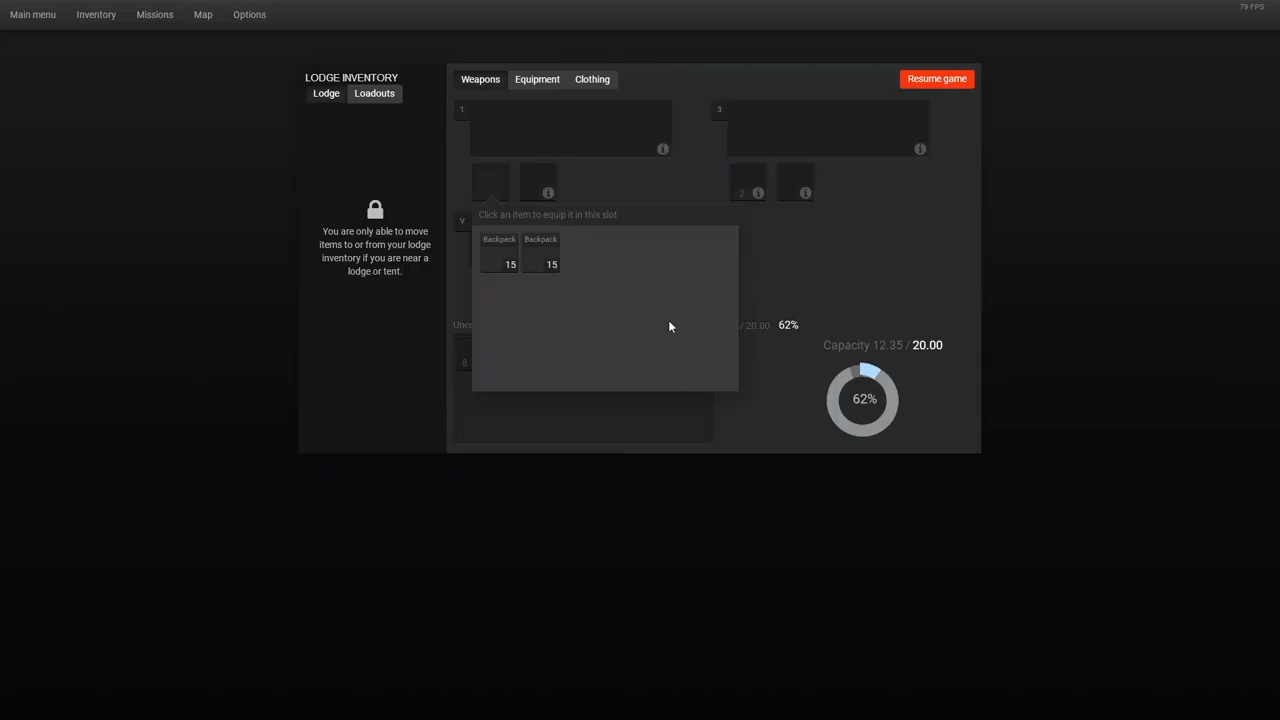 Main menu Inventory Missions Map Options
79 FPS
LODGE INVENTORY
Lodge Loadouts
Weapons Equipment Clothing
Resume game
1
3
2
You are only able to move
items to or from your lodge
inventory if you are near a
lodge or tent.
V
Click an item to equip it in this slot
Backpack Backpack
15 15
/ 20.00 62%
8
Capacity 12.35 / 20.00
62%